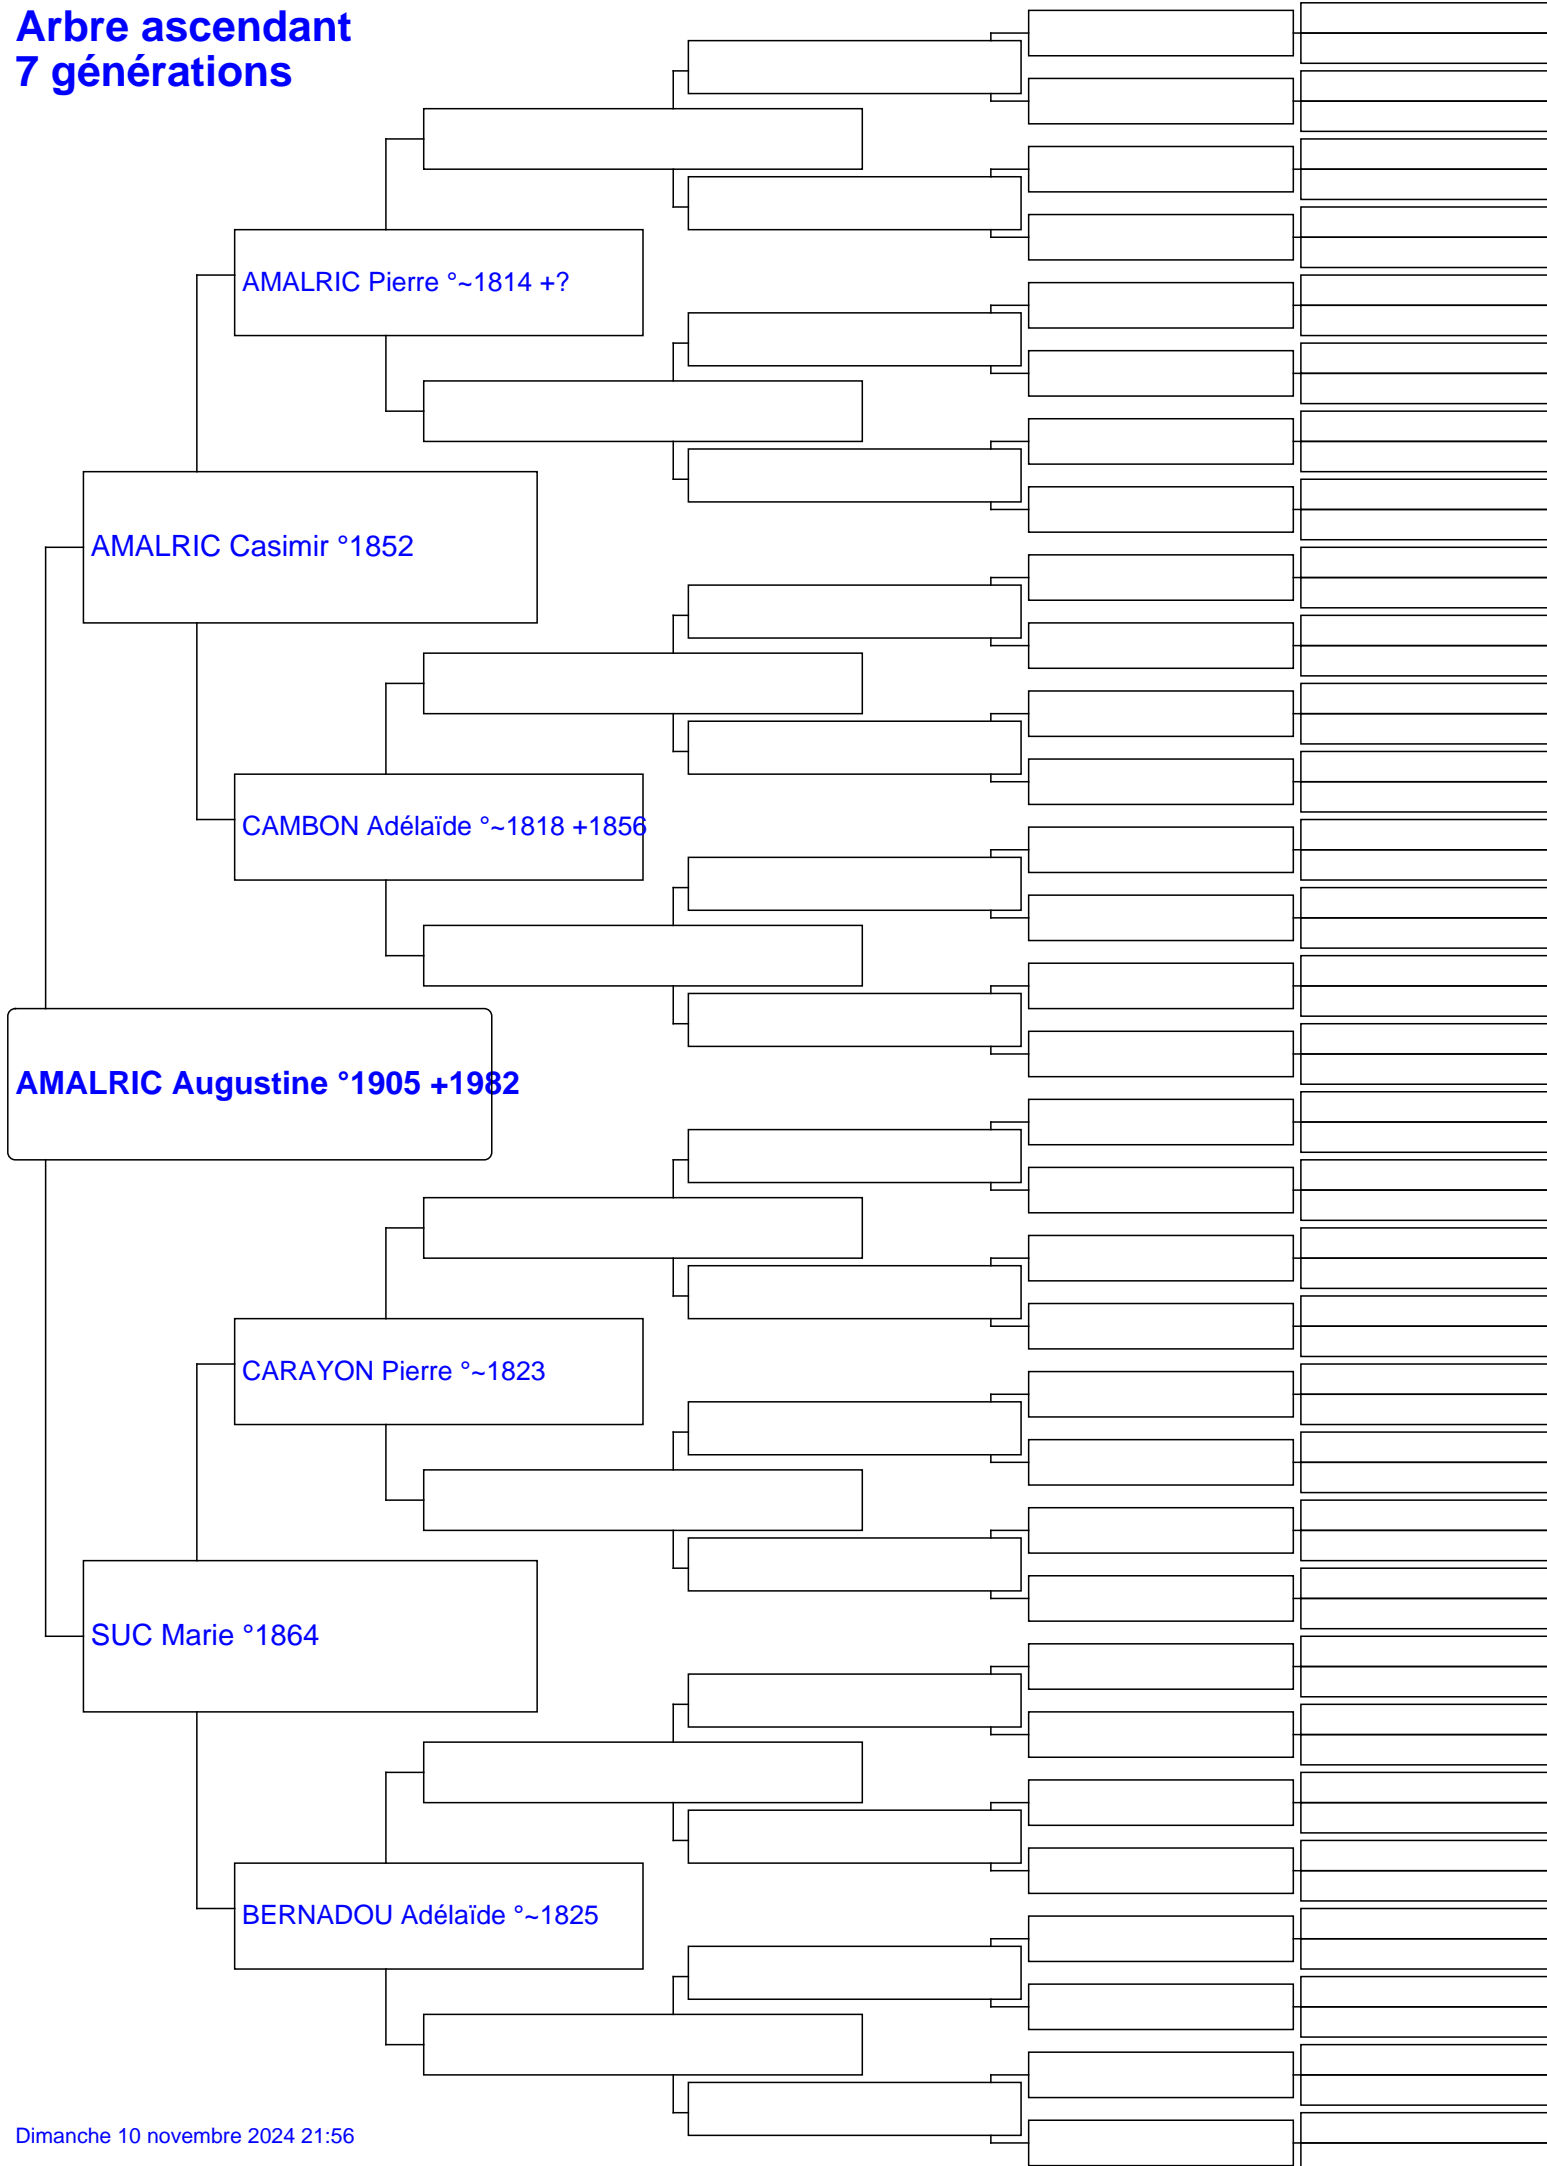 Arbre ascendant
7 générations
AMALRIC Pierre °~1814 +?
AMALRIC Casimir °1852
CAMBON Adélaïde °~1818 +1856
AMALRIC Augustine °1905 +1982
CARAYON Pierre °~1823
SUC Marie °1864
BERNADOU Adélaïde °~1825
Dimanche 10 novembre 2024 21:56